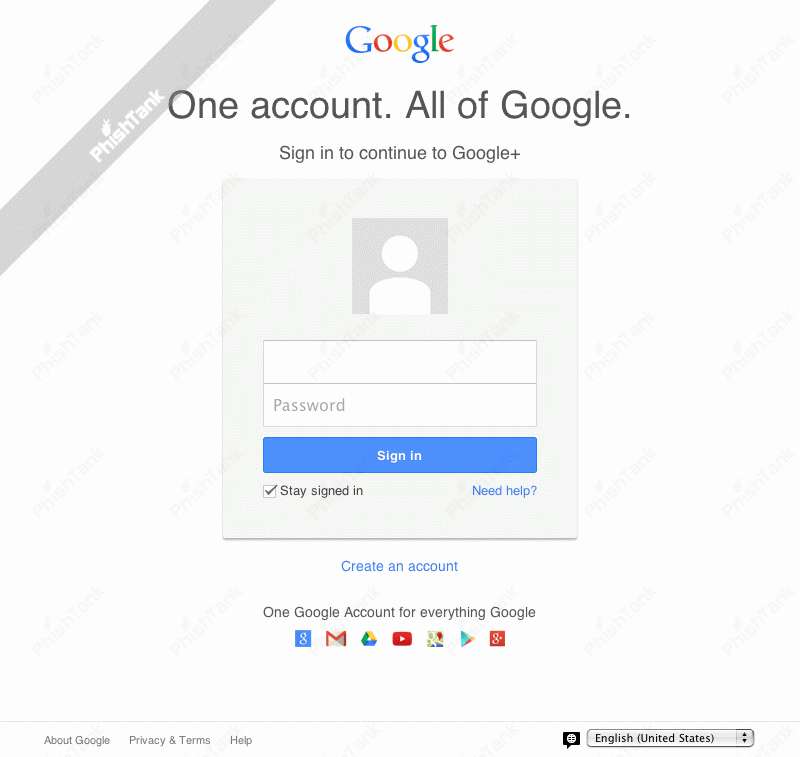 Google
PhishTank
One account. All of Google.
Sign in to continue to Google+
Password
Sign in
Stay signed in
Need help?
Create an account
One Google Account for everything Google
About Google
Privacy & Terms
Help
English (United States)